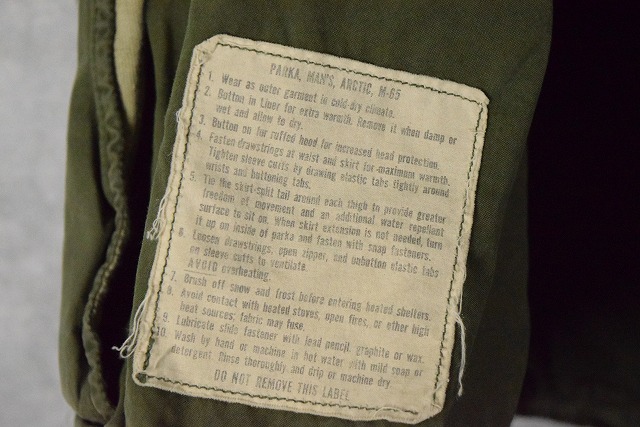 PARKA, MAN'S, ARCTIC, M-65
1. Wear as outer garment in cold-dry climate.
2. Button in Liner for extra warmth. Remove it when damp or
wet and allow to dry.
3. Button on fur ruffed hood for increased head protection.
4. Fasten drawstrings at waist and skirt for maximum warmth.
Tighten sleeve cuffs by drawing elastic tabs tightly around
wrists and buttoning tabs.
5. Tie the skirt-split tail around each thigh to provide greater
freedom of movement and an additional water repellent
surface to sit on. When skirt extension is not needed, turn
it up on inside of parka and fasten with snap fasteners.
6. Loosen drawstrings, open zipper, and unbutton elastic tabs
on sleeve cuffs to ventilate.
AVOID overheating.
7. Brush off snow and frost before entering heated shelters.
8. Avoid contact with heated stoves, open fires, or other high
heat sources; fabric may fuse.
9. Lubricate slide fastener with lead pencil, graphite or wax.
10. Wash by hand or machine in hot water with mild soap or
detergent. Rinse thoroughly and drip or machine dry.
DO NOT REMOVE THIS LABEL